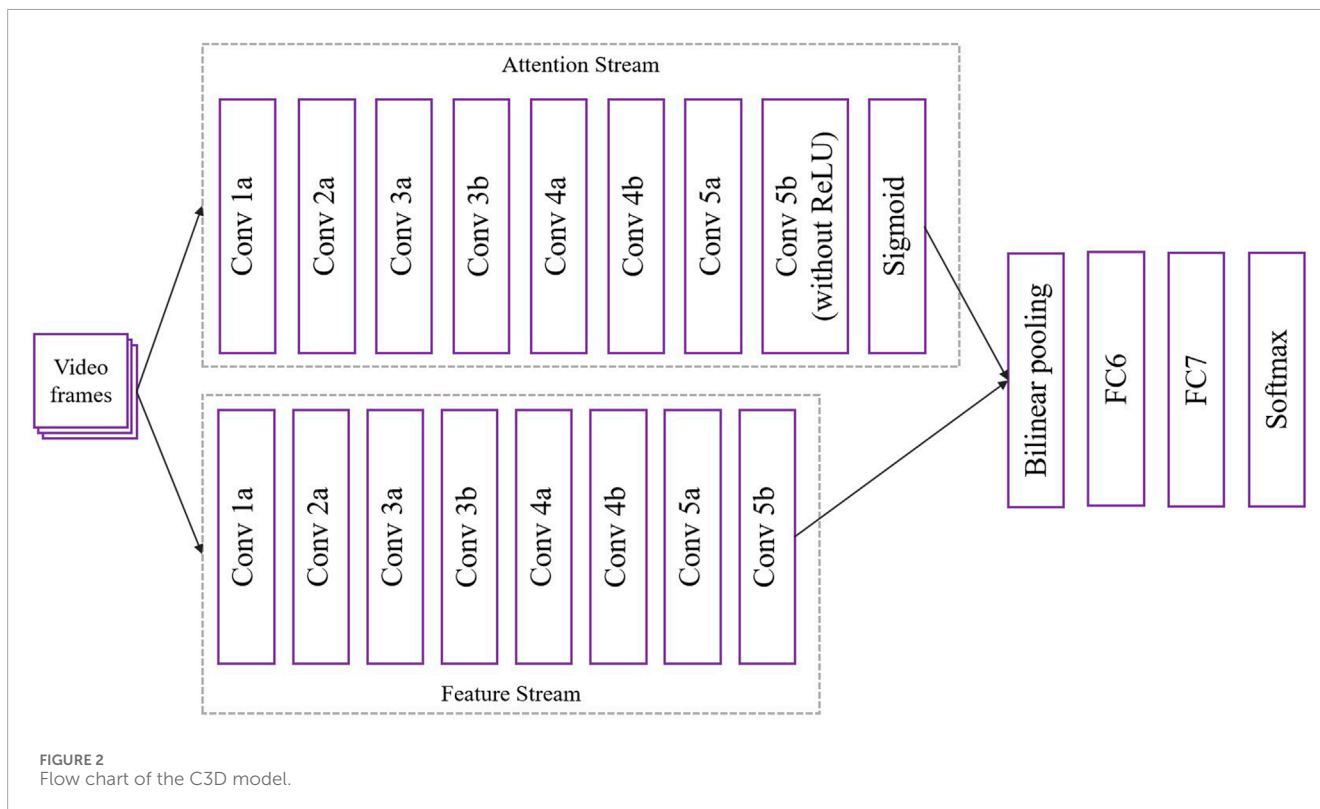 Attention Stream
Conv 1a
Conv 2a
Conv 3a
Conv 3b
Conv 4a
Conv 4b
Conv 5a
Conv 5b
(without ReLU)
Sigmoid
Video
frames
Conv 1a
Conv 2a
Conv 3a
Conv 3b
Conv 4a
Conv 4b
Conv 5a
Conv 5b
Feature Stream
Bilinear pooling
FC6
FC7
Softmax
FIGURE 2
Flow chart of the C3D model.